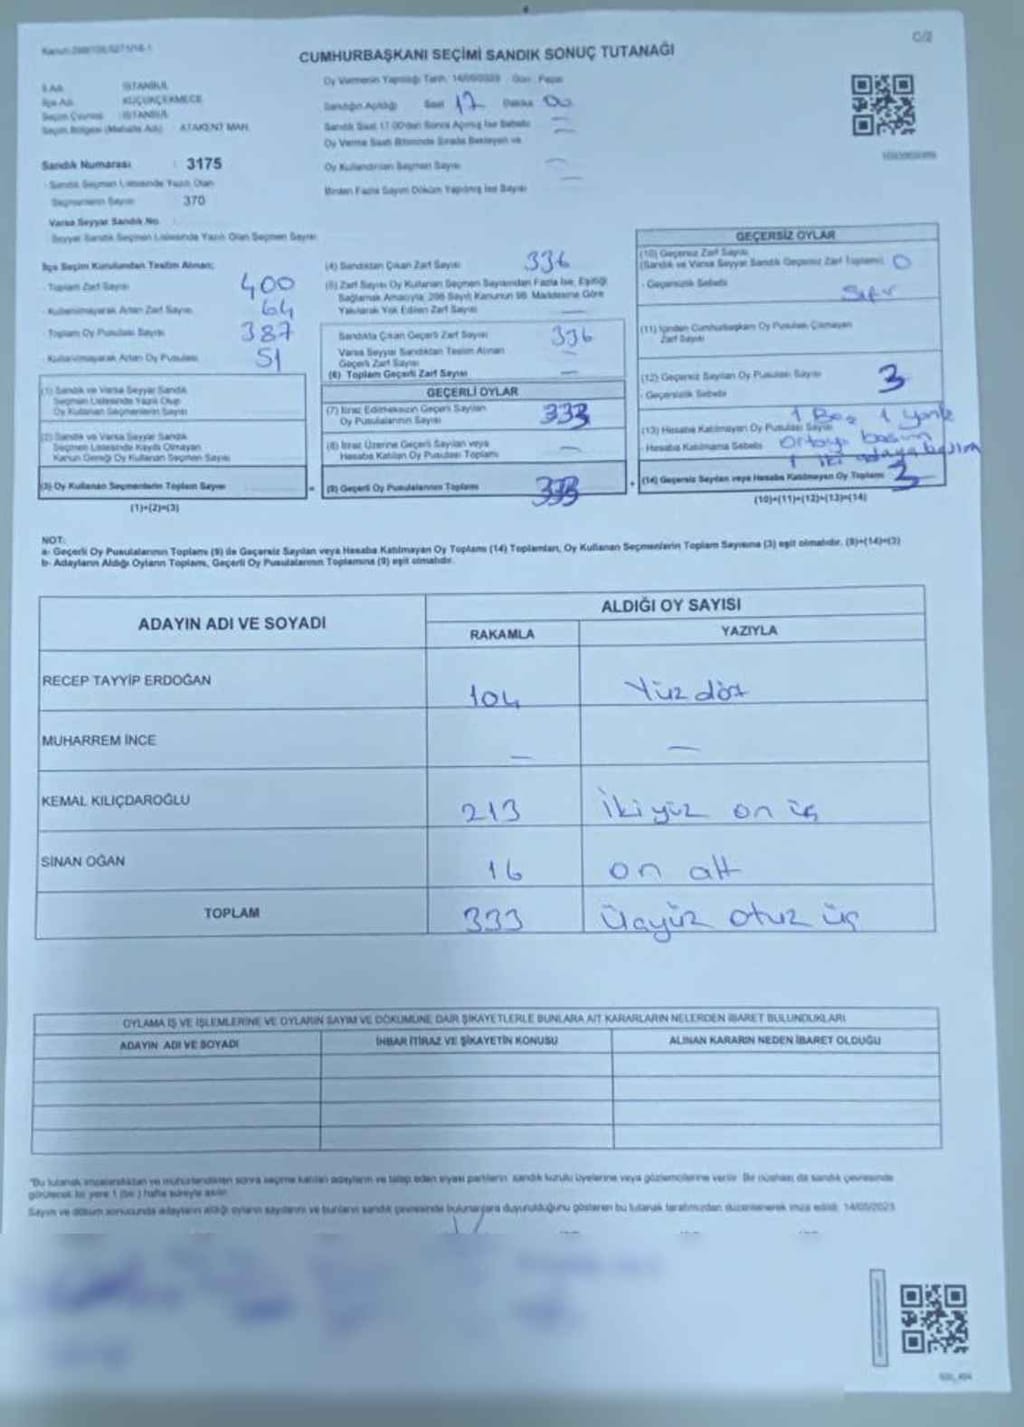 Kanun:298/105,6271/16-1
C/2
CUMHURBAŞKANI SEÇİMİ SANDIK SONUÇ TUTANAĞI
İl Adı : İSTANBUL
İlçe Adı : KÜÇÜKÇEKMECE
Seçim Çevresi : İSTANBUL
Seçim Bölgesi (Mahalle Adı) : ATAKENT MAH.
Sandık Numarası : 3175
Sandık Seçmen Listesinde Yazılı Olan
Seçmenlerin Sayısı 370
Varsa Seyyar Sandık No :
Seyyar Sandık Seçmen Listesinde Yazılı Olan Seçmen Sayısı
Oy Vermenin Yapıldığı Tarih: 14/05/2023 Gün: Pazar
Sandığın Açıldığı Saat 17 Dakika 00
Sandık Saat 17.00'den Sonra Açılmış İse Sebebi —
Oy Verme Saati Bitiminde Sırada Bekleyen ve —
Oy Kullandırılan Seçmen Sayısı —
Birden Fazla Sayım Döküm Yapılmış İse Sayısı —
İlçe Seçim Kurulundan Teslim Alınan;
Toplam Zarf Sayısı 400
Kullanılmayarak Artan Zarf Sayısı 64
Toplam Oy Pusulası Sayısı 387
Kullanılmayarak Artan Oy Pusulası 51
(1) Sandık ve Varsa Seyyar Sandık
Seçmen Listesinde Yazılı Olup
Oy Kullanan Seçmenlerin Sayısı
(2) Sandık ve Varsa Seyyar Sandık
Seçmen Listesinde Kayıtlı Olmayan
Kanun Gereği Oy Kullanan Seçmen Sayısı
(3) Oy Kullanan Seçmenlerin Toplam Sayısı =
(1)+(2)=(3)
(4) Sandıktan Çıkan Zarf Sayısı 336
(5) Zarf Sayısı Oy Kullanan Seçmen Sayısından Fazla İse, Eşitliği
Sağlamak Amacıyla, 298 Sayılı Kanunun 98. Maddesine Göre
Yakılarak Yok Edilen Zarf Sayısı —
Sandıkta Çıkan Geçerli Zarf Sayısı 336
Varsa Seyyar Sandıktan Teslim Alınan
Geçerli Zarf Sayısı —
(6) Toplam Geçerli Zarf Sayısı —
GEÇERLİ OYLAR
(7) İtiraz Edilmeksizin Geçerli Sayılan
Oy Pusulalarının Sayısı 333
(8) İtiraz Üzerine Geçerli Sayılan veya
Hesaba Katılan Oy Pusulası Toplamı —
(9) Geçerli Oy Pusulalarının Toplamı 333 +
GEÇERSİZ OYLAR
(10) Geçersiz Zarf Sayısı
(Sandık ve Varsa Seyyar Sandık Geçersiz Zarf Toplamı) 0
Geçersizlik Sebebi Sıfır
(11) İçinden Cumhurbaşkanı Oy Pusulası Çıkmayan
Zarf Sayısı
(12) Geçersiz Sayılan Oy Pusulası Sayısı 3
Geçersizlik Sebebi
1 Boş 1 yanlış
(13) Hesaba Katılmayan Oy Pusulası Sayısı
Hesaba Katılmama Sebebi Ortaya basım
1 iki adaya basım
(14) Geçersiz Sayılan veya Hesaba Katılmayan Oy Toplamı 3
(10)+(11)+(12)+(13)=(14)
NOT:
a- Geçerli Oy Pusulalarının Toplamı (9) ile Geçersiz Sayılan veya Hesaba Katılmayan Oy Toplamı (14) Toplamları, Oy Kullanan Seçmenlerin Toplam Sayısına (3) eşit olmalıdır. (9)+(14)=(3)
b- Adayların Aldığı Oyların Toplamı, Geçerli Oy Pusulalarının Toplamına (9) eşit olmalıdır.
ADAYIN ADI VE SOYADI
ALDIĞI OY SAYISI
RAKAMLA YAZIYLA
RECEP TAYYİP ERDOĞAN 104 Yüz dört
MUHARREM İNCE — —
KEMAL KILIÇDAROĞLU 213 İkiyüz on üç
SİNAN OĞAN 16 on altı
TOPLAM 333 Üçyüz otuz üç
OYLAMA İŞ VE İŞLEMLERİNE VE OYLARIN SAYIM VE DÖKÜMÜNE DAİR ŞİKAYETLERLE BUNLARA AİT KARARLARIN NELERDEN İBARET BULUNDUKLARI
ADAYIN ADI VE SOYADI İHBAR İTİRAZ VE ŞİKAYETİN KONUSU ALINAN KARARIN NEDEN İBARET OLDUĞU
"Bu tutanak imzalandıktan ve mühürlendikten sonra seçime katılan adayların ve talep eden siyasi partilerin sandık kurulu üyelerine veya gözlemcilerine verilir. Bir nüshası da sandık çevresinde
görülecek bir yere 1 (bir) hafta süreyle asılır.
Sayım ve döküm sonucunda adayların aldığı oyların sayılarını ve bunların sandık çevresinde bulunanlara duyurulduğunu gösteren bu tutanak tarafımızdan düzenlenerek imza edildi. 14/05/2023